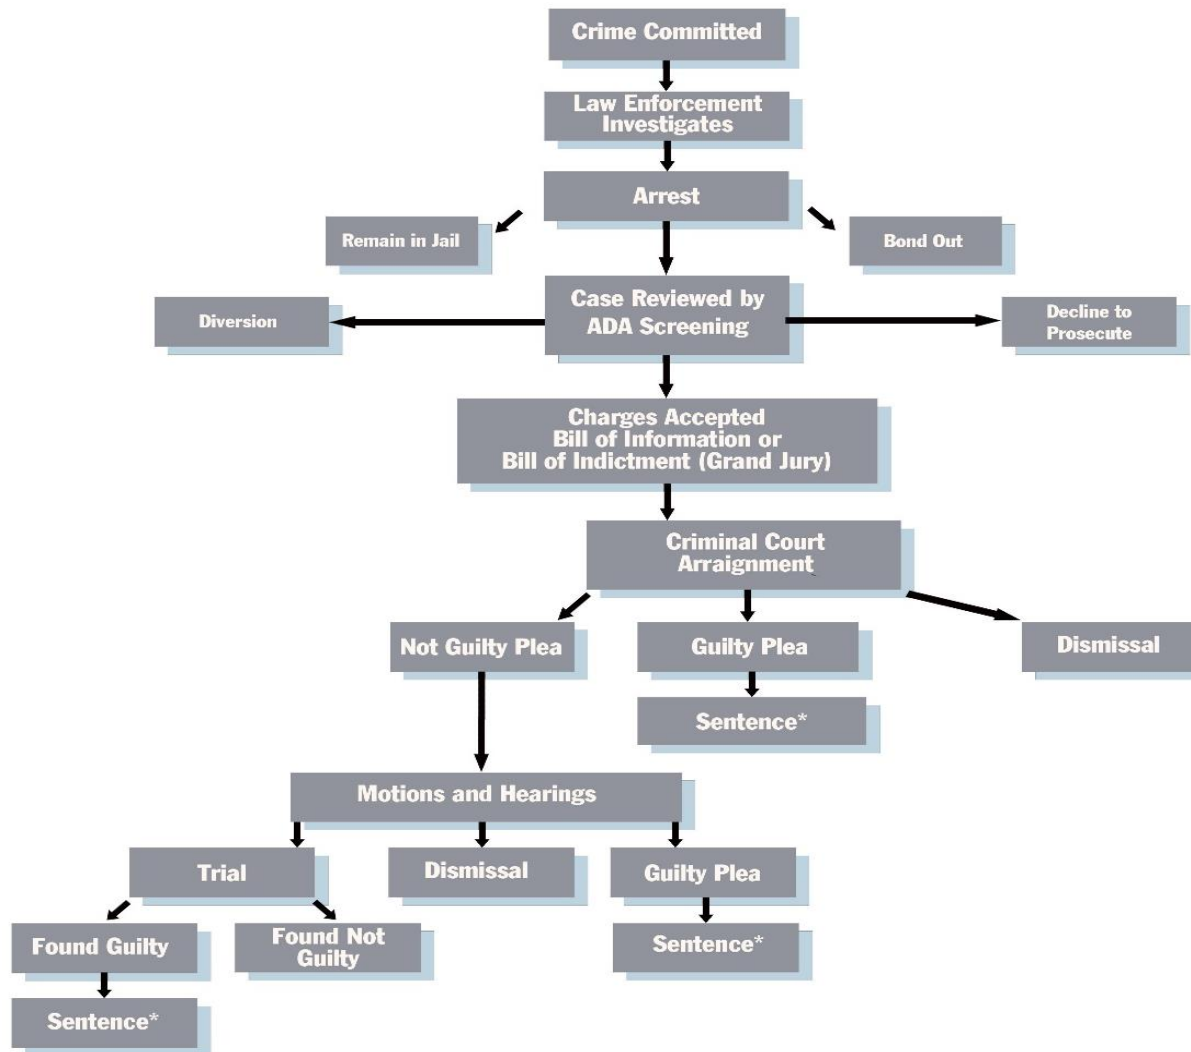 Crime Committed
Law Enforcement
Investigates
Arrest
Remain in Jail
Bond Out
Case Reviewed by
ADA Screening
Diversion
Decline to
Prosecute
Charges Accepted
Bill of Information or
Bill of Indictment (Grand Jury)
Criminal Court
Arraignment
Not Guilty Plea
Guilty Plea
Dismissal
Sentence*
Motions and Hearings
Trial
Dismissal
Guilty Plea
Found Guilty
Found Not
Guilty
Sentence*
Sentence*